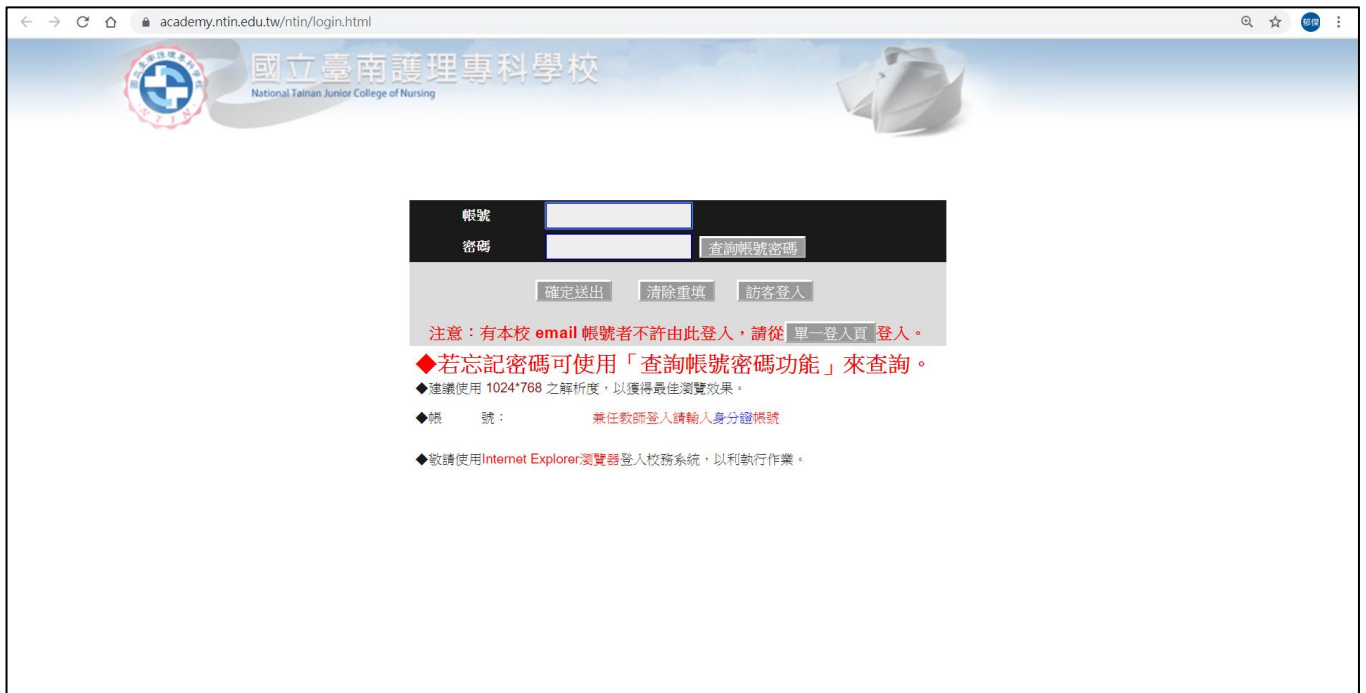 academy.ntin.edu.tw/ntin/login.html
郁傑
國立臺南護理專科學校
National Tainan Junior College of Nursing
NTIN
帳號
密碼 查詢帳號密碼
確定送出 清除重填 訪客登入
注意：有本校 email 帳號者不許由此登入，請從 單一登入頁 登入。
◆若忘記密碼可使用「查詢帳號密碼功能」來查詢。
◆建議使用 1024*768 之解析度，以獲得最佳瀏覽效果。
◆帳 號： 兼任教師登入請輸入身分證帳號
◆敬請使用Internet Explorer瀏覽器登入校務系統，以利執行作業。